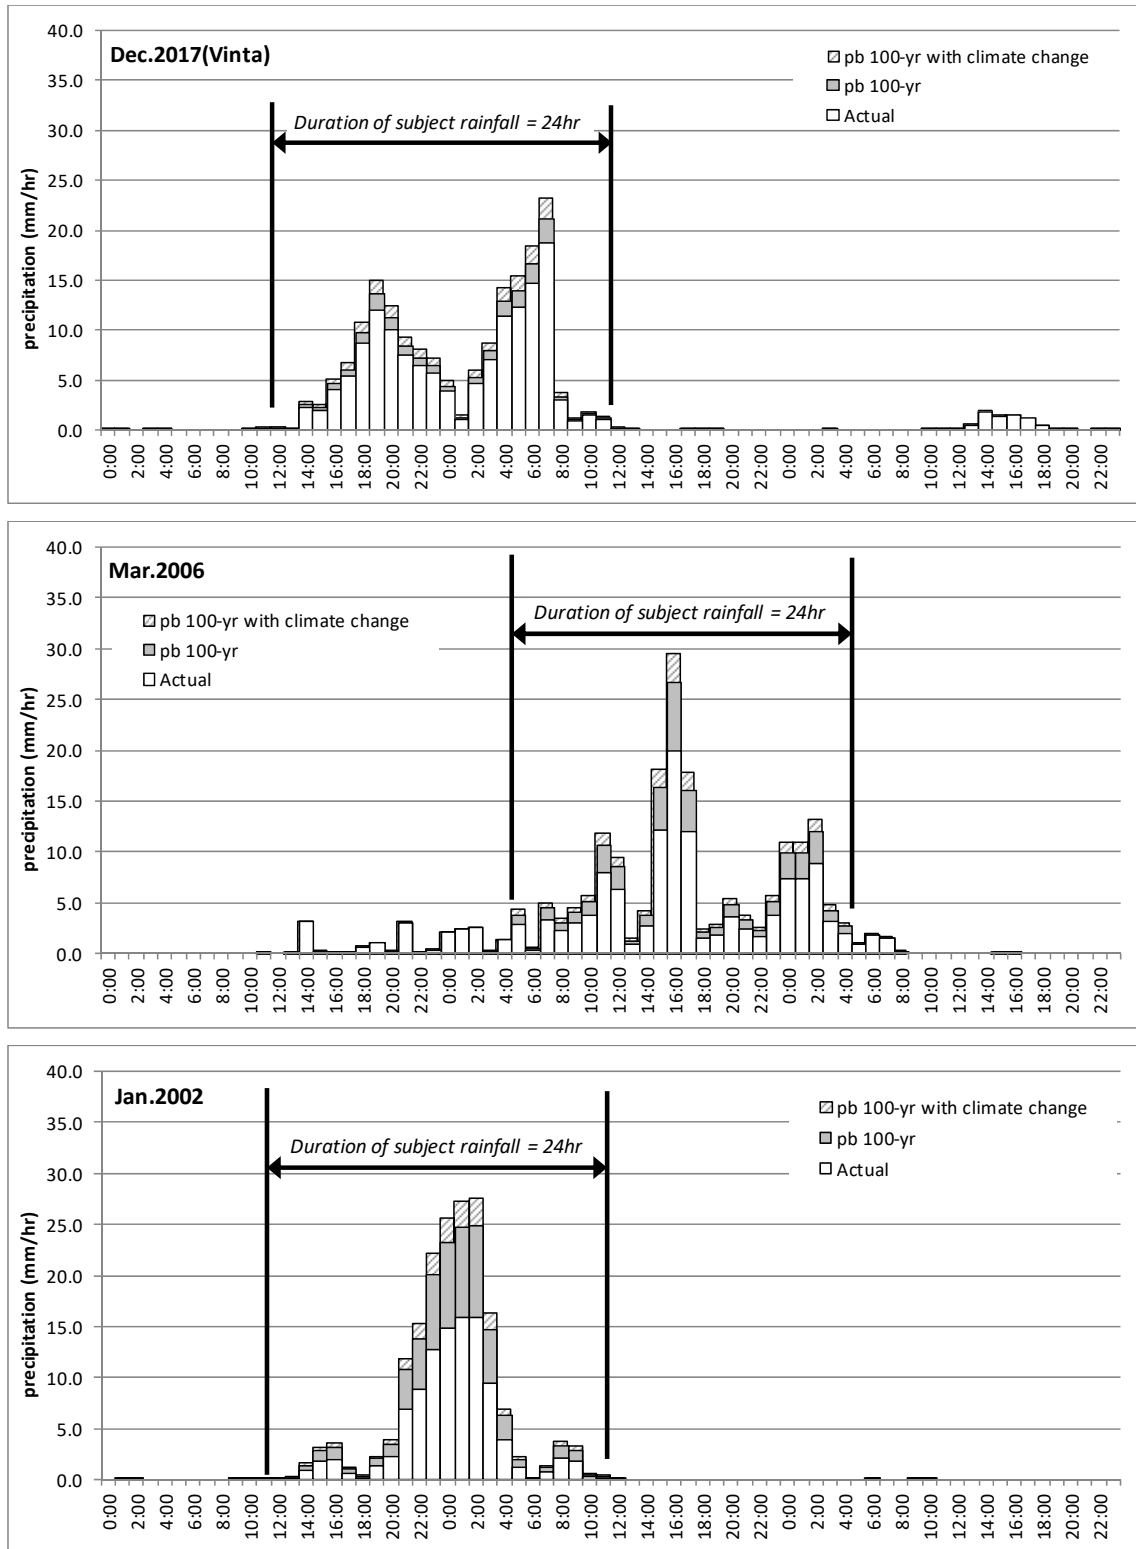 40.0
Dec.2017(Vinta)
pb 100-yr with climate change
35.0
pb 100-yr
Actual
30.0
Duration of subject rainfall = 24hr
25.0
20.0
15.0
10.0
5.0
0.0
precipitation (mm/hr)
0:00 2:00 4:00 6:00 8:00 10:00 12:00 14:00 16:00 18:00 20:00 22:00 0:00 2:00 4:00 6:00 8:00 10:00 12:00 14:00 16:00 18:00 20:00 22:00 0:00 2:00 4:00 6:00 8:00 10:00 12:00 14:00 16:00 18:00 20:00 22:00
40.0
Mar.2006
35.0
Duration of subject rainfall = 24hr
pb 100-yr with climate change
pb 100-yr
Actual
30.0
25.0
20.0
15.0
10.0
5.0
0.0
precipitation (mm/hr)
0:00 2:00 4:00 6:00 8:00 10:00 12:00 14:00 16:00 18:00 20:00 22:00 0:00 2:00 4:00 6:00 8:00 10:00 12:00 14:00 16:00 18:00 20:00 22:00 0:00 2:00 4:00 6:00 8:00 10:00 12:00 14:00 16:00 18:00 20:00 22:00
40.0
Jan.2002
pb 100-yr with climate change
35.0
pb 100-yr
Duration of subject rainfall = 24hr
Actual
30.0
25.0
20.0
15.0
10.0
5.0
0.0
precipitation (mm/hr)
0:00 2:00 4:00 6:00 8:00 10:00 12:00 14:00 16:00 18:00 20:00 22:00 0:00 2:00 4:00 6:00 8:00 10:00 12:00 14:00 16:00 18:00 20:00 22:00 0:00 2:00 4:00 6:00 8:00 10:00 12:00 14:00 16:00 18:00 20:00 22:00